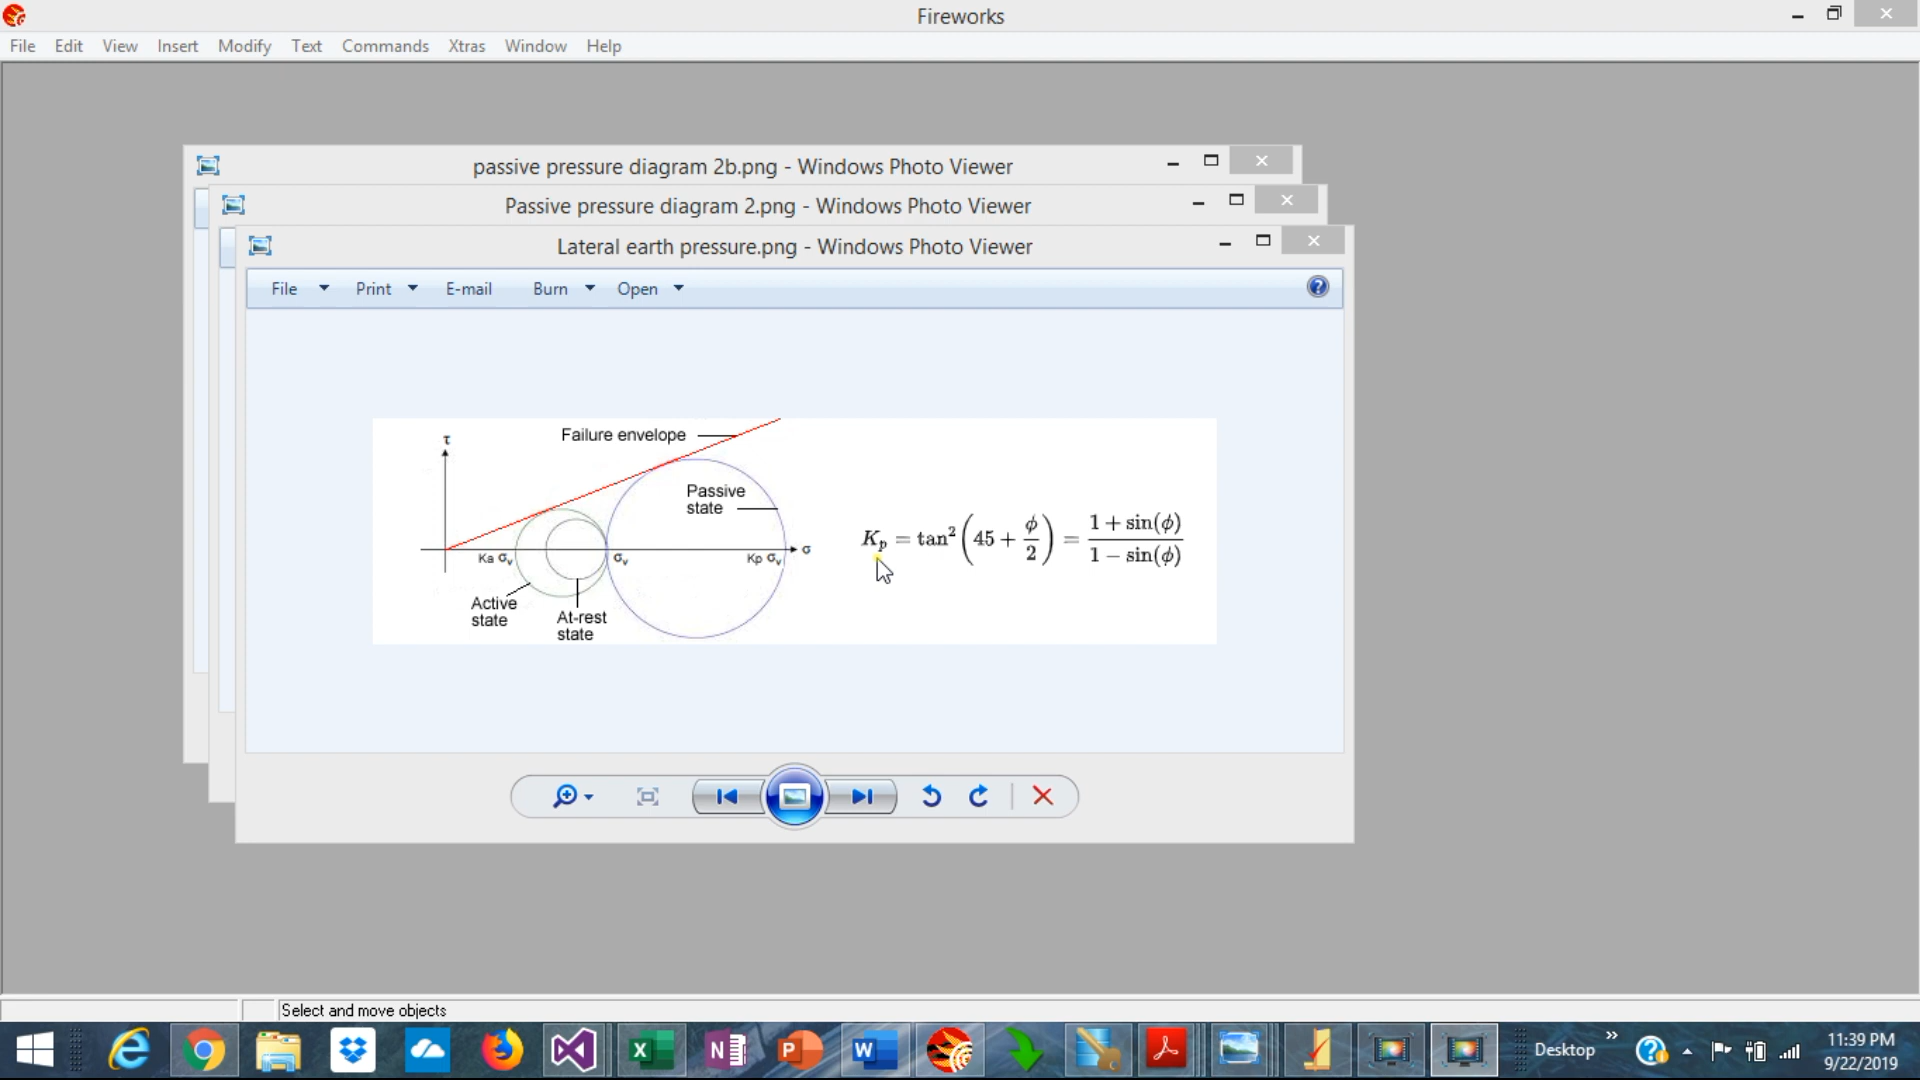 Fireworks
File Edit View Insert Modify Text Commands Xtras Window Help
passive pressure diagram 2b.png - Windows Photo Viewer
Passive pressure diagram 2.png - Windows Photo Viewer
Lateral earth pressure.png - Windows Photo Viewer
File Print E-mail Burn Open
τ
Failure envelope
Passive
state
σ
Ka σv
σv
Kp σv
Active
state
At-rest
state
Kp = tan² (45 + ϕ/2) = (1 + sin(ϕ))/(1 − sin(ϕ))
Select and move objects
Desktop
11:39 PM
9/22/2019